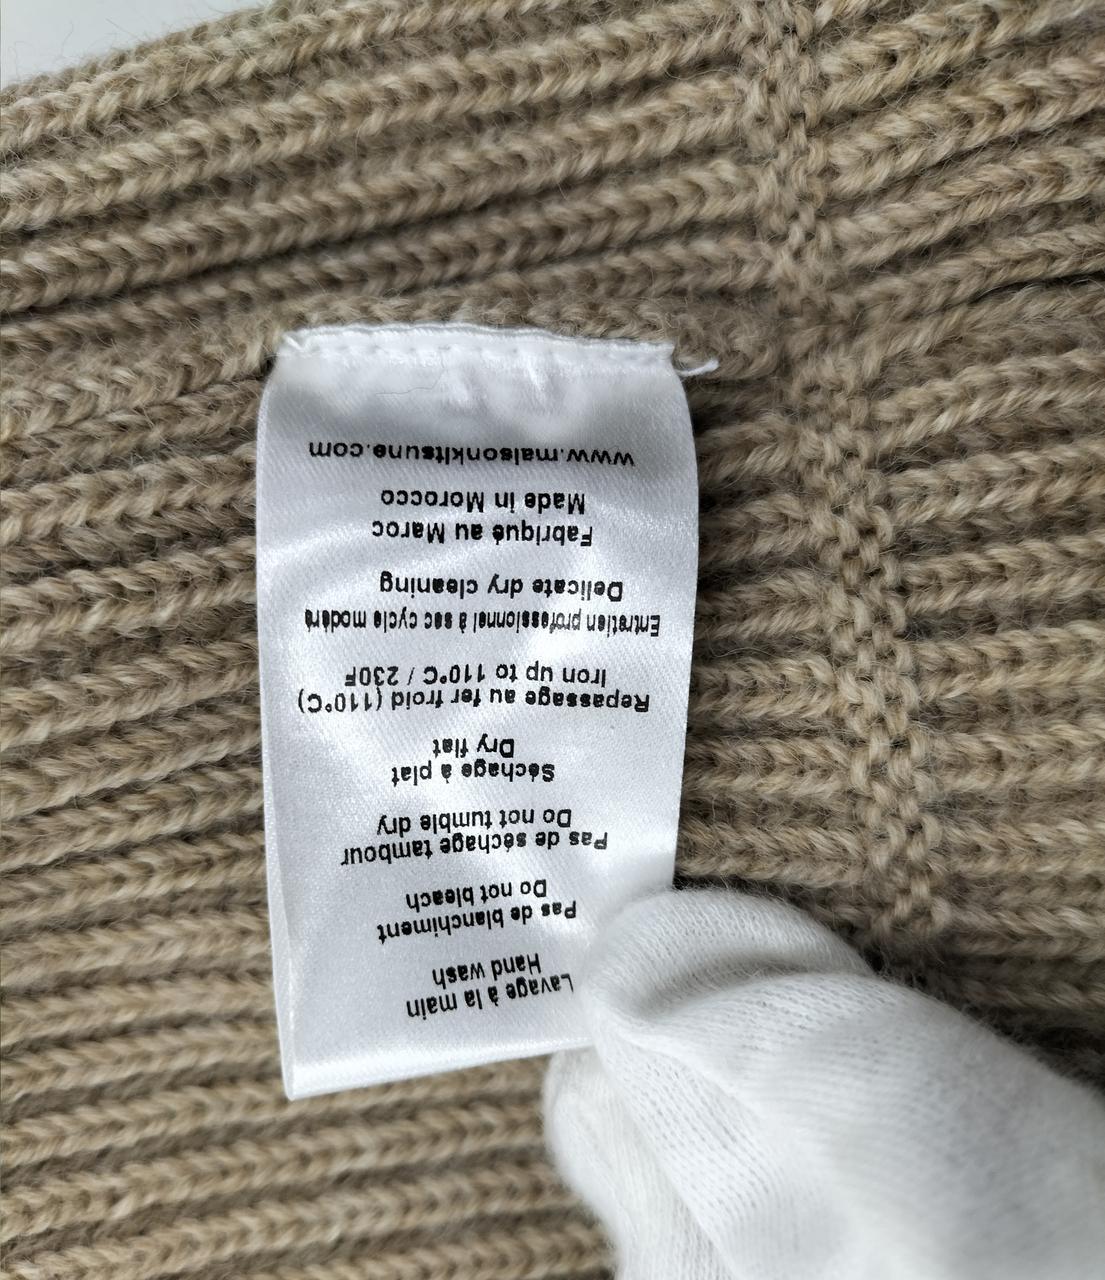 Lavage à la main
Hand wash
Pas de blanchiment
Do not bleach
Pas de séchage tambour
Do not tumble dry
Séchage à plat
Dry flat
Repassage au fer froid (110°C)
Iron up to 110°C / 230F
Entretien professionnel à sec cycle modéré
Delicate dry cleaning
Fabriqué au Maroc
Made in Morocco
www.maisonkitsune.com